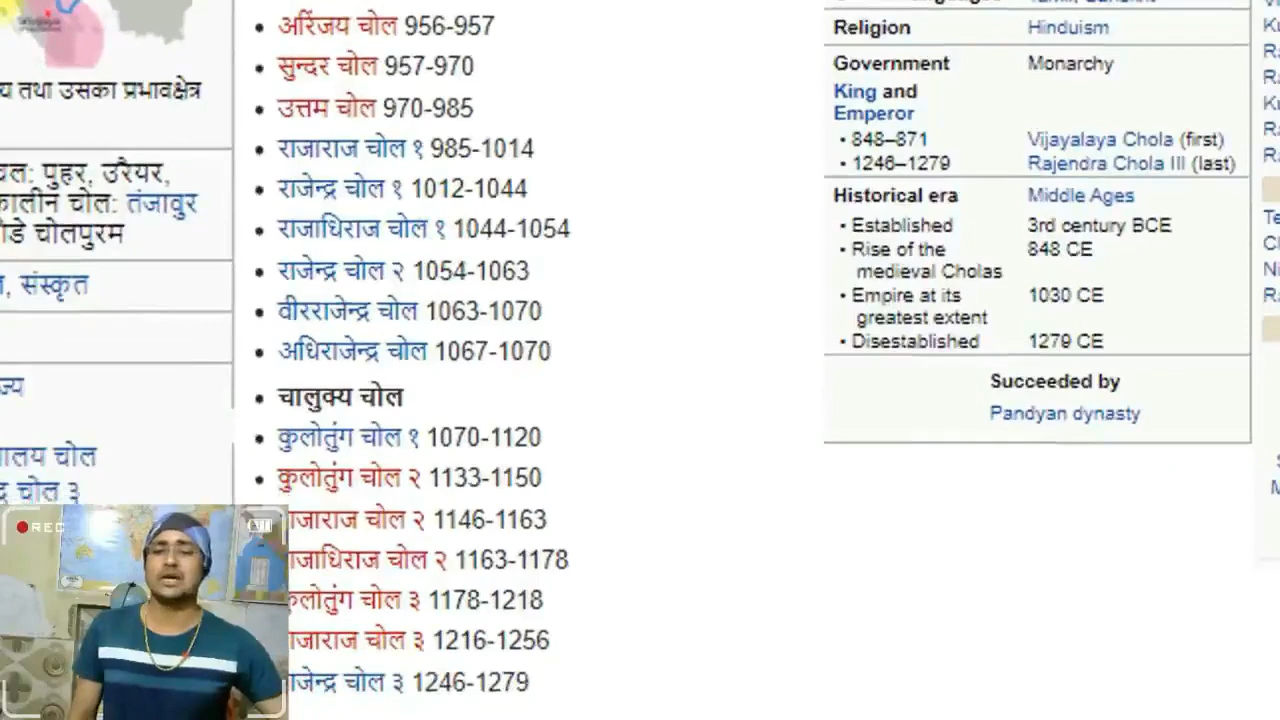 य तथा उसका प्रभावक्षेत्र
पुहर, उरैयर,
कालीन चोल: तंजावुर
चोलपुरम
, संस्कृत
ज्य
ालय चोल
चोल ३
REC
अरिंजय चोल 956-957
सुन्दर चोल 957-970
उत्तम चोल 970-985
राजाराज चोल १ 985-1014
राजेन्द्र चोल १ 1012-1044
राजाधिराज चोल १ 1044-1054
राजेन्द्र चोल २ 1054-1063
वीरराजेन्द्र चोल 1063-1070
अधिराजेन्द्र चोल 1067-1070
चालुक्य चोल
कुलोतुंग चोल १ 1070-1120
कुलोतुंग चोल २ 1133-1150
ाजाराज चोल २ 1146-1163
ाजाधिराज चोल २ 1163-1178
ुलोतुंग चोल ३ 1178-1218
ाजाराज चोल ३ 1216-1256
ाजेन्द्र चोल ३ 1246-1279
Religion Hinduism
Government Monarchy
King and
Emperor
• 848–871 Vijayalaya Chola (first)
• 1246–1279 Rajendra Chola III (last)
Historical era Middle Ages
• Established 3rd century BCE
• Rise of the 848 CE
medieval Cholas
• Empire at its 1030 CE
greatest extent
• Disestablished 1279 CE
Succeeded by
Pandyan dynasty